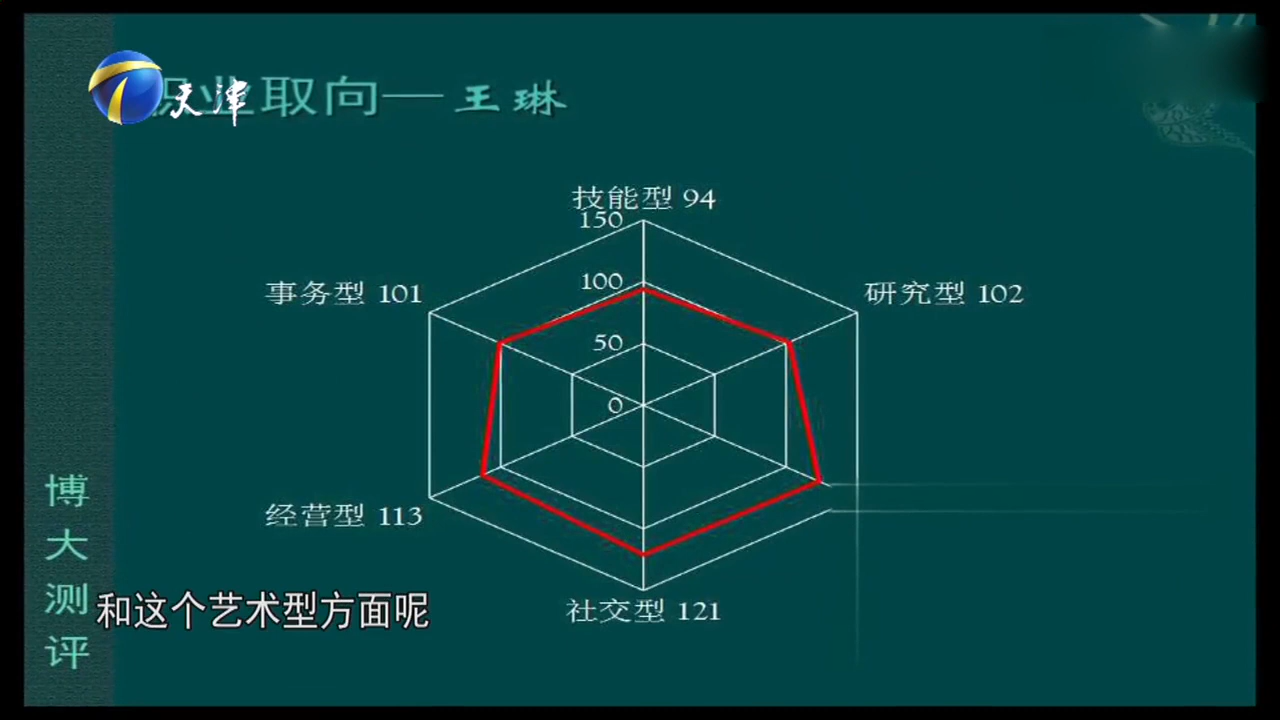 天津
职业取向—王琳
技能型 94
150
100
50
0
事务型 101
研究型 102
经营型 113
社交型 121
博大测评
和这个艺术型方面呢